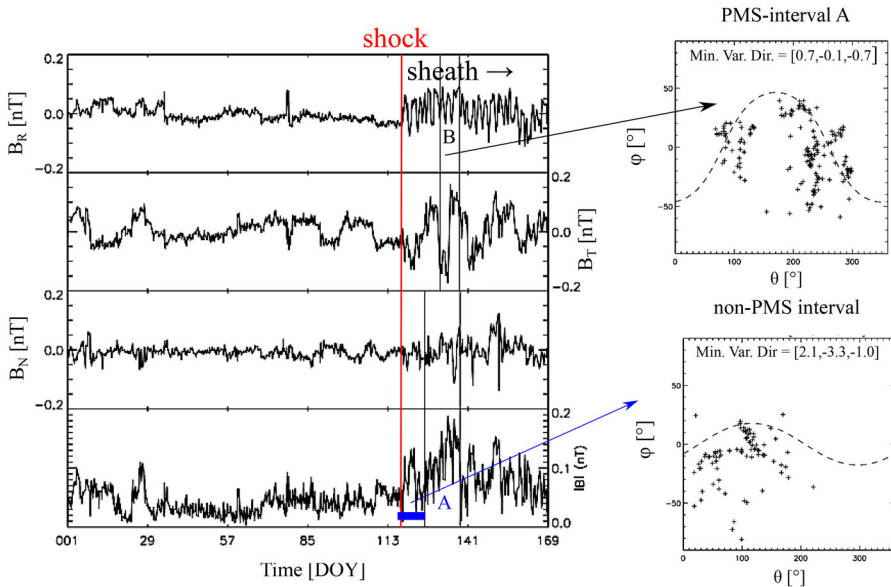 shock
sheath →
0.2
0.0
−0.2
B_R [nT]
B
0.2
0.0
−0.2
B_T [nT]
0.2
0.0
−0.2
B_N [nT]
0.2
0.1
0.0
|B| (nT)
A
001 29 57 85 113 141 169
Time [DOY]
PMS-interval A
Min. Var. Dir. = [0.7,-0.1,-0.7]
50
0
−50
φ [°]
0 100 200 300
θ [°]
non-PMS interval
Min. Var. Dir = [2.1,-3.3,-1.0]
50
0
−50
φ [°]
0 100 200 300
θ [°]